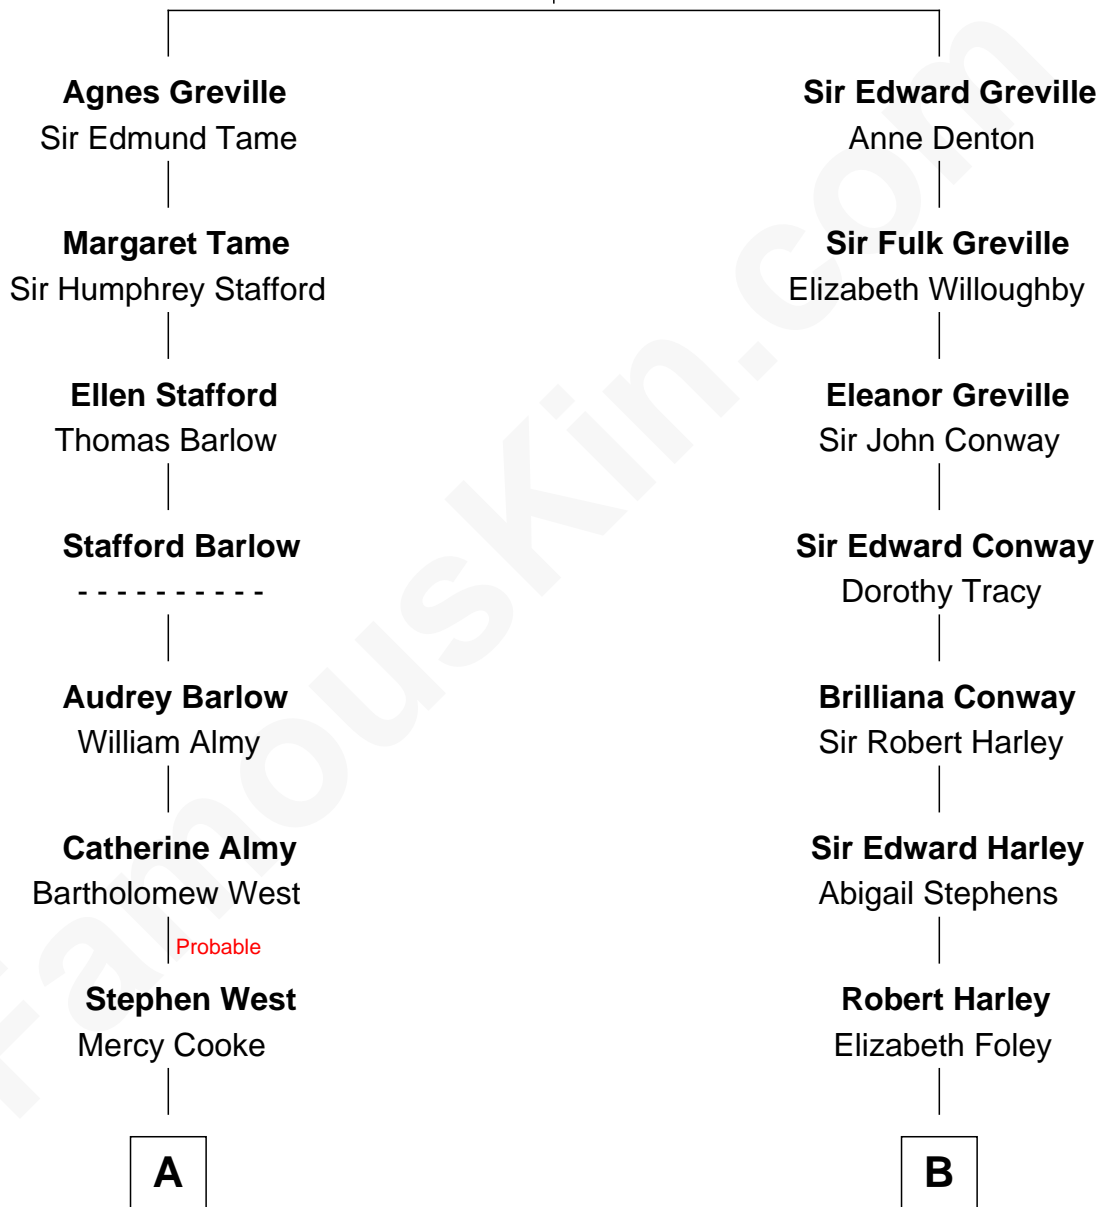 Agnes Greville
Sir Edmund Tame
Margaret Tame
Sir Humphrey Stafford
Ellen Stafford
Thomas Barlow
Stafford Barlow
- - - - - - - - - -
Audrey Barlow
William Almy
Catherine Almy
Bartholomew West
Probable
Stephen West
Mercy Cooke
A
Sir Edward Greville
Anne Denton
Sir Fulk Greville
Elizabeth Willoughby
Eleanor Greville
Sir John Conway
Sir Edward Conway
Dorothy Tracy
Brilliana Conway
Sir Robert Harley
Sir Edward Harley
Abigail Stephens
Robert Harley
Elizabeth Foley
B
FamousKin.com